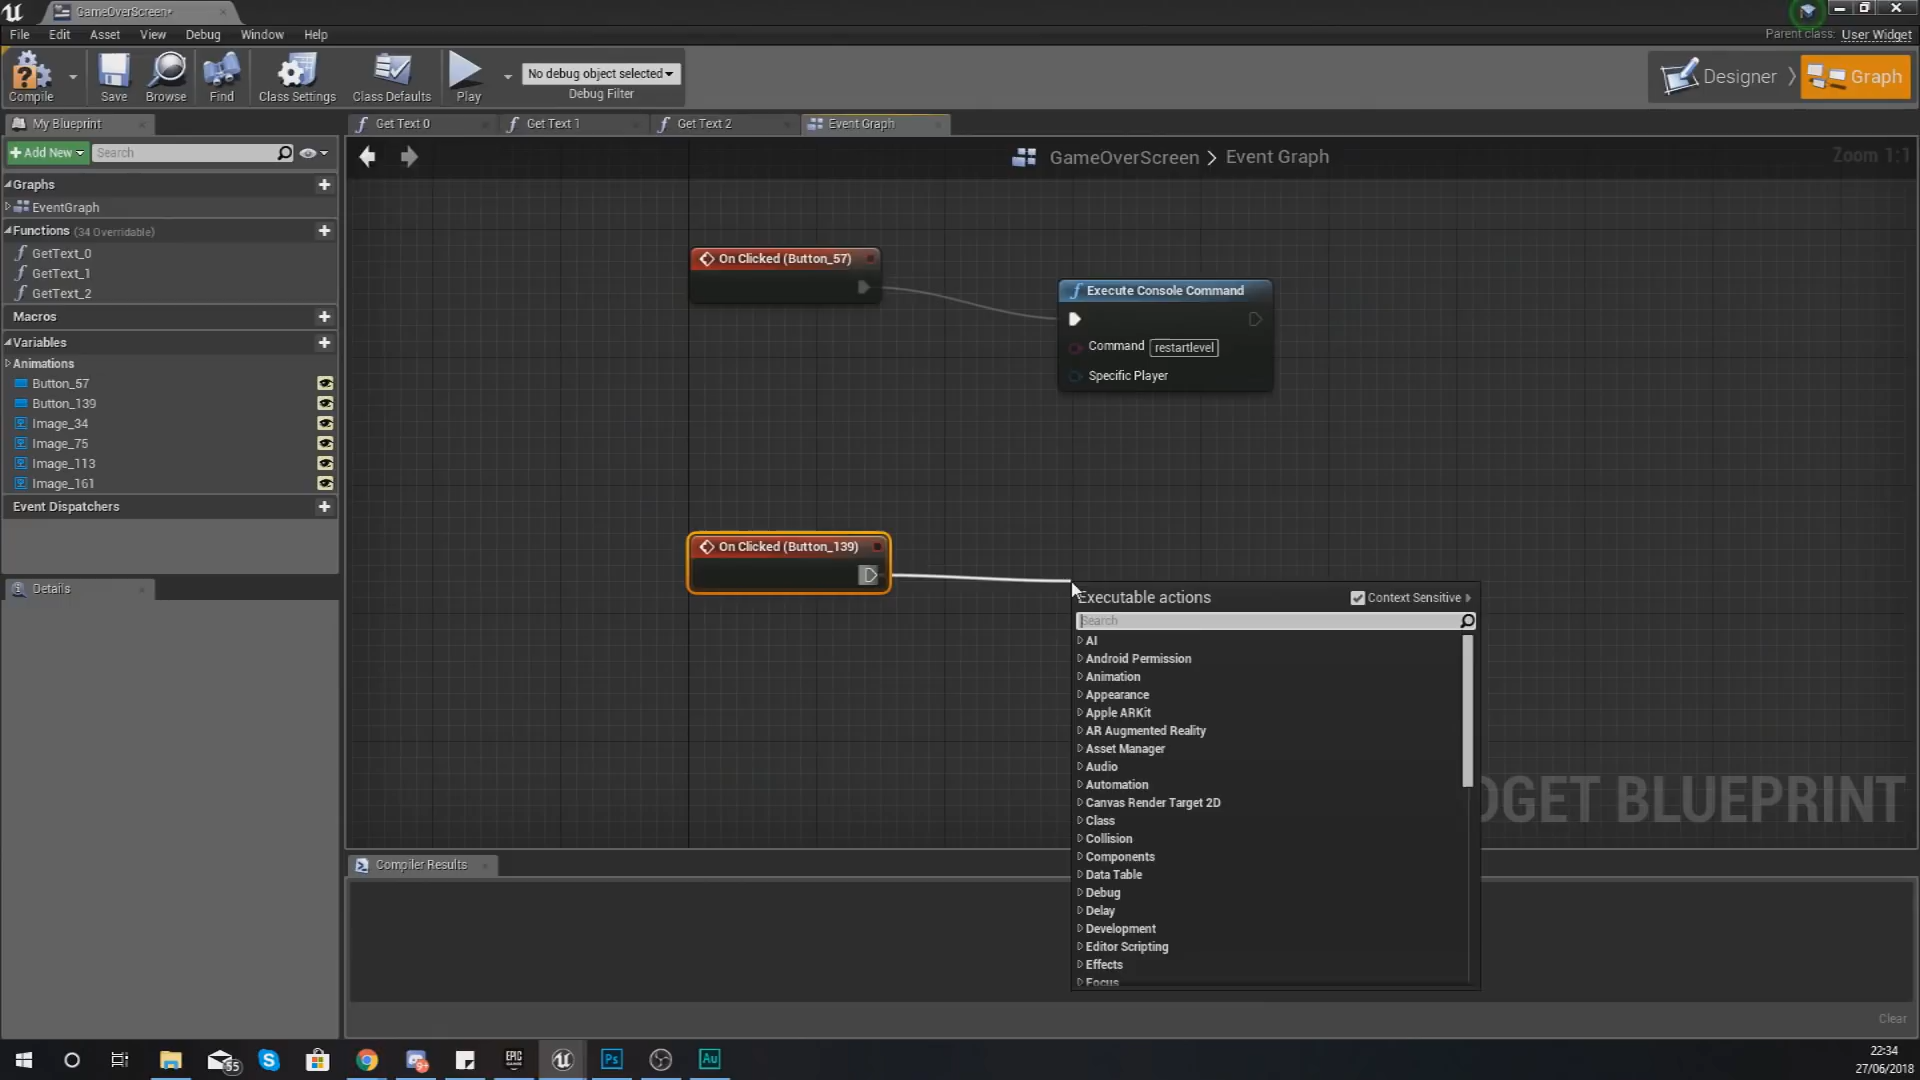 GameOverScreen*
File Edit Asset View Debug Window Help
Parent class: User Widget
Compile
Save
Browse
Find
Class Settings
Class Defaults
Play
No debug object selected
Debug Filter
Designer
Graph
My Blueprint
Get Text 0
Get Text 1
Get Text 2
Event Graph
Add New
Search
GameOverScreen > Event Graph
Zoom 1:1
Graphs
EventGraph
Functions (34 Overridable)
GetText_0
GetText_1
GetText_2
Macros
Variables
Animations
Button_57
Button_139
Image_34
Image_75
Image_113
Image_161
Event Dispatchers
Details
On Clicked (Button_57)
Execute Console Command
Command restartlevel
Specific Player
On Clicked (Button_139)
Executable actions
Context Sensitive
Search
AI
Android Permission
Animation
Appearance
Apple ARKit
AR Augmented Reality
Asset Manager
Audio
Automation
Canvas Render Target 2D
Class
Collision
Components
Data Table
Debug
Delay
Development
Editor Scripting
Effects
Focus
DGET BLUEPRINT
Compiler Results
Clear
55
EPIC
GAMES
9+
Ps
Au
22:34
27/06/2018